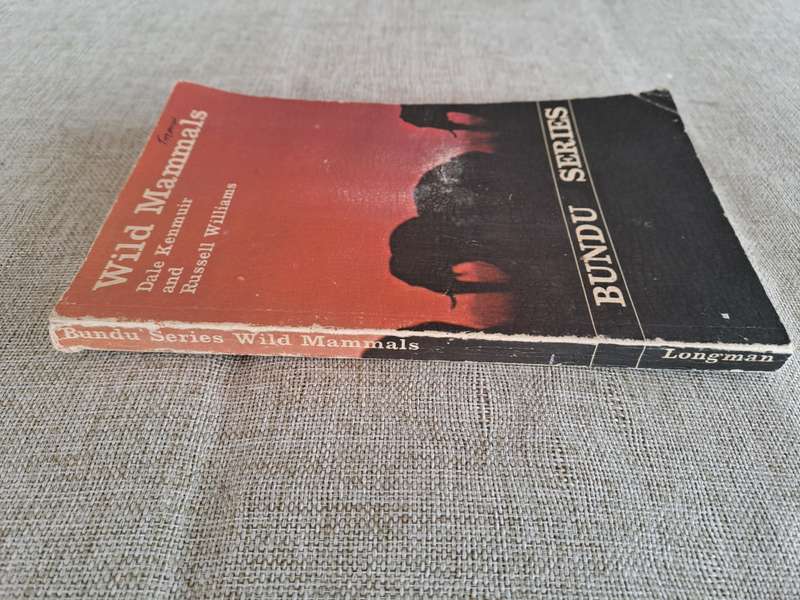 Wild Mammals
Dale Kenmuir
and
Russell Williams
BUNDU SERIES
Bundu Series Wild Mammals
Longman